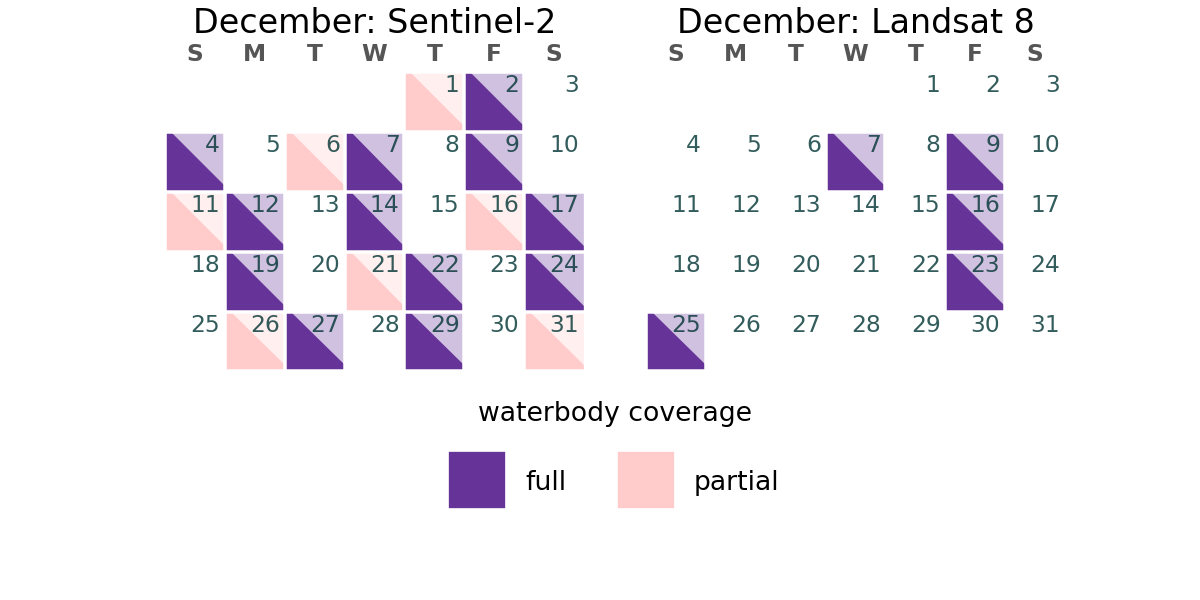 December: Sentinel-2
S M T W T F S
1 2 3
4 5 6 7 8 9 10
11 12 13 14 15 16 17
18 19 20 21 22 23 24
25 26 27 28 29 30 31
December: Landsat 8
S M T W T F S
1 2 3
4 5 6 7 8 9 10
11 12 13 14 15 16 17
18 19 20 21 22 23 24
25 26 27 28 29 30 31
waterbody coverage
full
partial